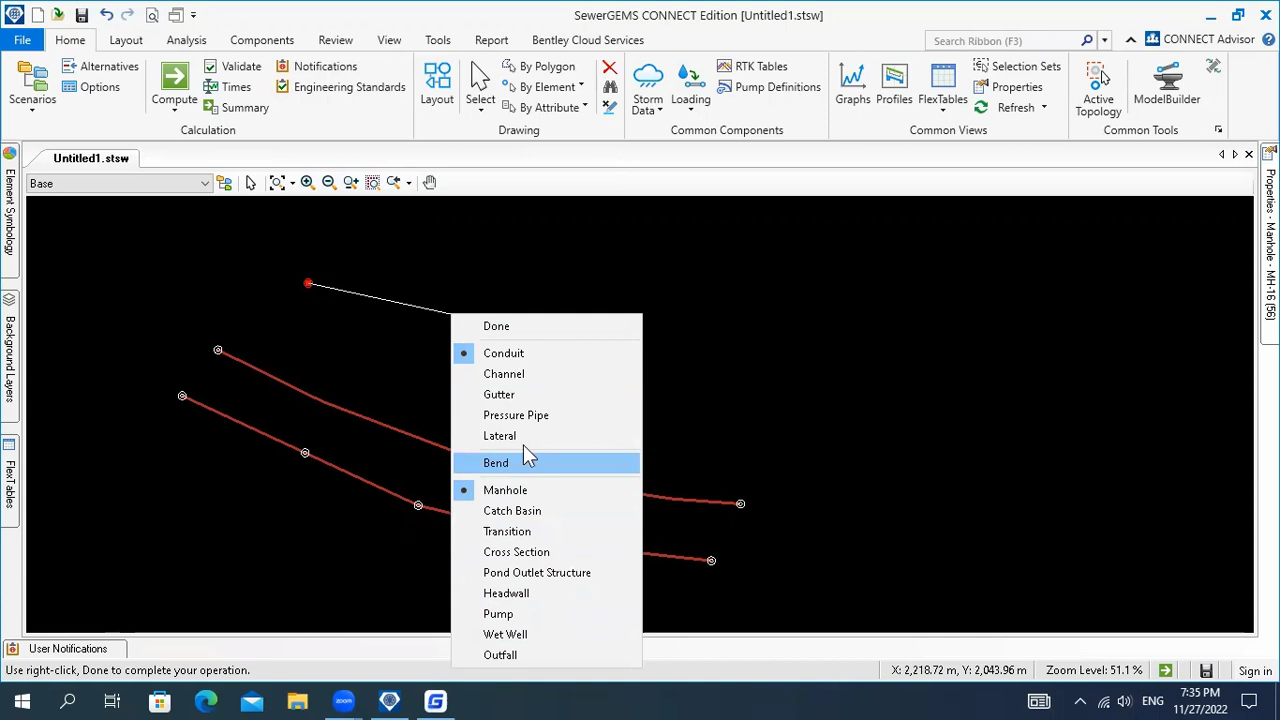 SewerGEMS CONNECT Edition [Untitled1.stsw]
File Home Layout Analysis Components Review View Tools Report Bentley Cloud Services Search Ribbon (F3) CONNECT Advisor
Scenarios
Alternatives
Options
Compute
Validate
Times
Summary
Notifications
Engineering Standards
Calculation
Layout
Select
By Polygon
By Element
By Attribute
Drawing
Storm
Data
Loading
RTK Tables
Pump Definitions
Common Components
Graphs
Profiles
FlexTables
Selection Sets
Properties
Refresh
Common Views
Active
Topology
ModelBuilder
Common Tools
Untitled1.stsw
Base
Element Symbology
Background Layers
FlexTables
Properties - Manhole - MH-16 (56)
Done
Conduit
Channel
Gutter
Pressure Pipe
Lateral
Bend
Manhole
Catch Basin
Transition
Cross Section
Pond Outlet Structure
Headwall
Pump
Wet Well
Outfall
User Notifications
Use right-click, Done to complete your operation.
X: 2,218.72 m, Y: 2,043.96 m
Zoom Level: 51.1 %
Sign in
zoom
ENG
7:35 PM
11/27/2022